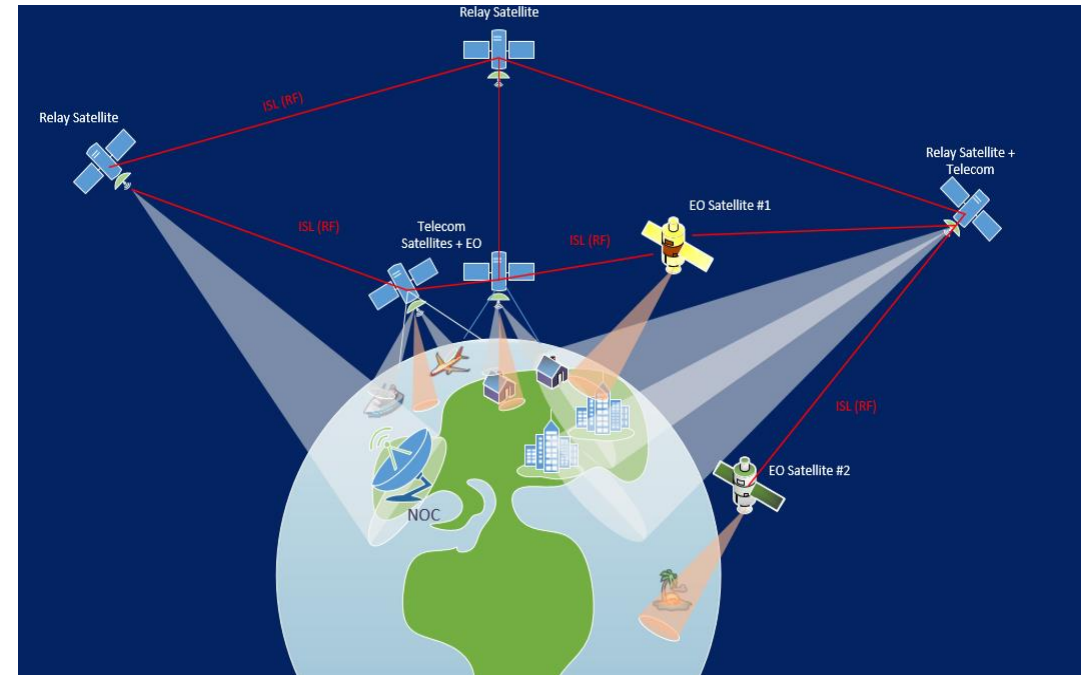 Relay Satellite
ISL (RF)
Relay Satellite
Relay Satellite +
Telecom
EO Satellite #1
Telecom
Satellites + EO
ISL (RF)
ISL (RF)
ISL (RF)
EO Satellite #2
NOC